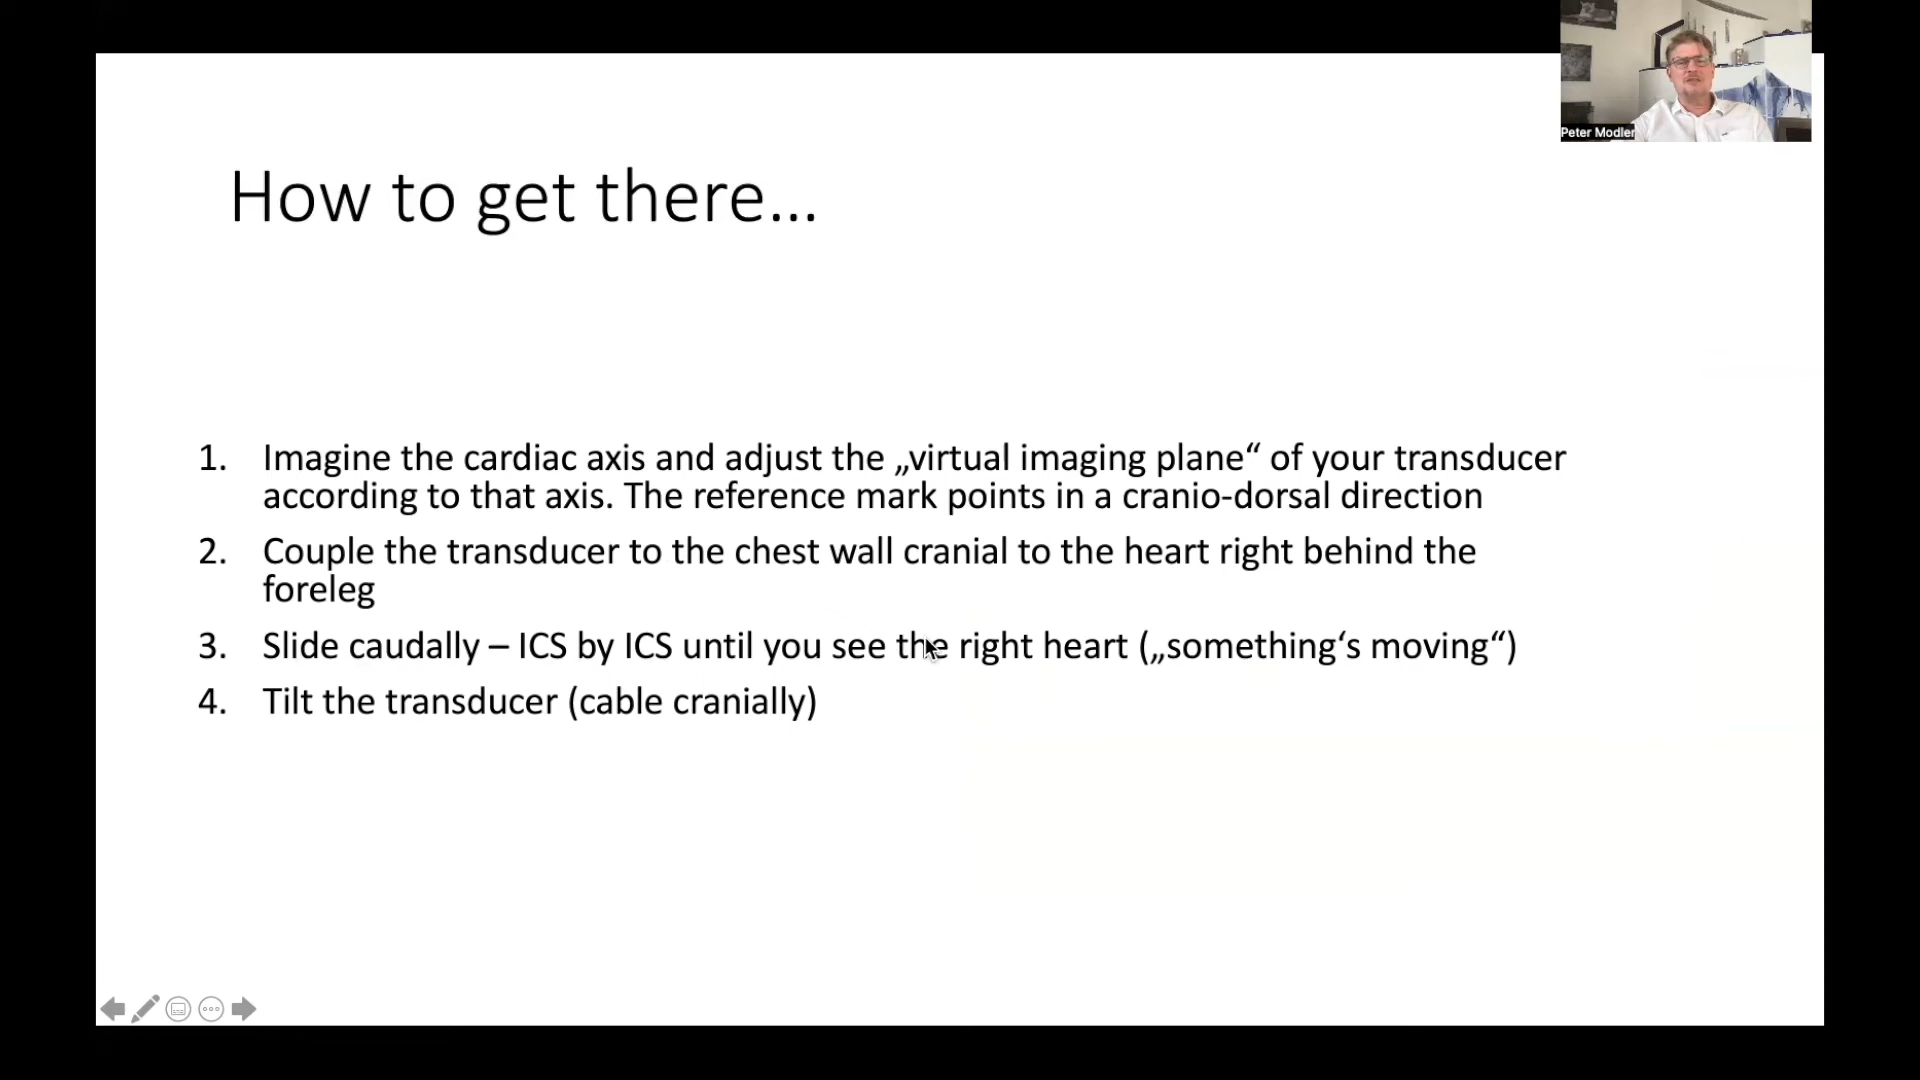 Peter Modler
How to get there...
1. Imagine the cardiac axis and adjust the „virtual imaging plane“ of your transducer
according to that axis. The reference mark points in a cranio-dorsal direction
2. Couple the transducer to the chest wall cranial to the heart right behind the
foreleg
3. Slide caudally – ICS by ICS until you see the right heart („something‘s moving“)
4. Tilt the transducer (cable cranially)